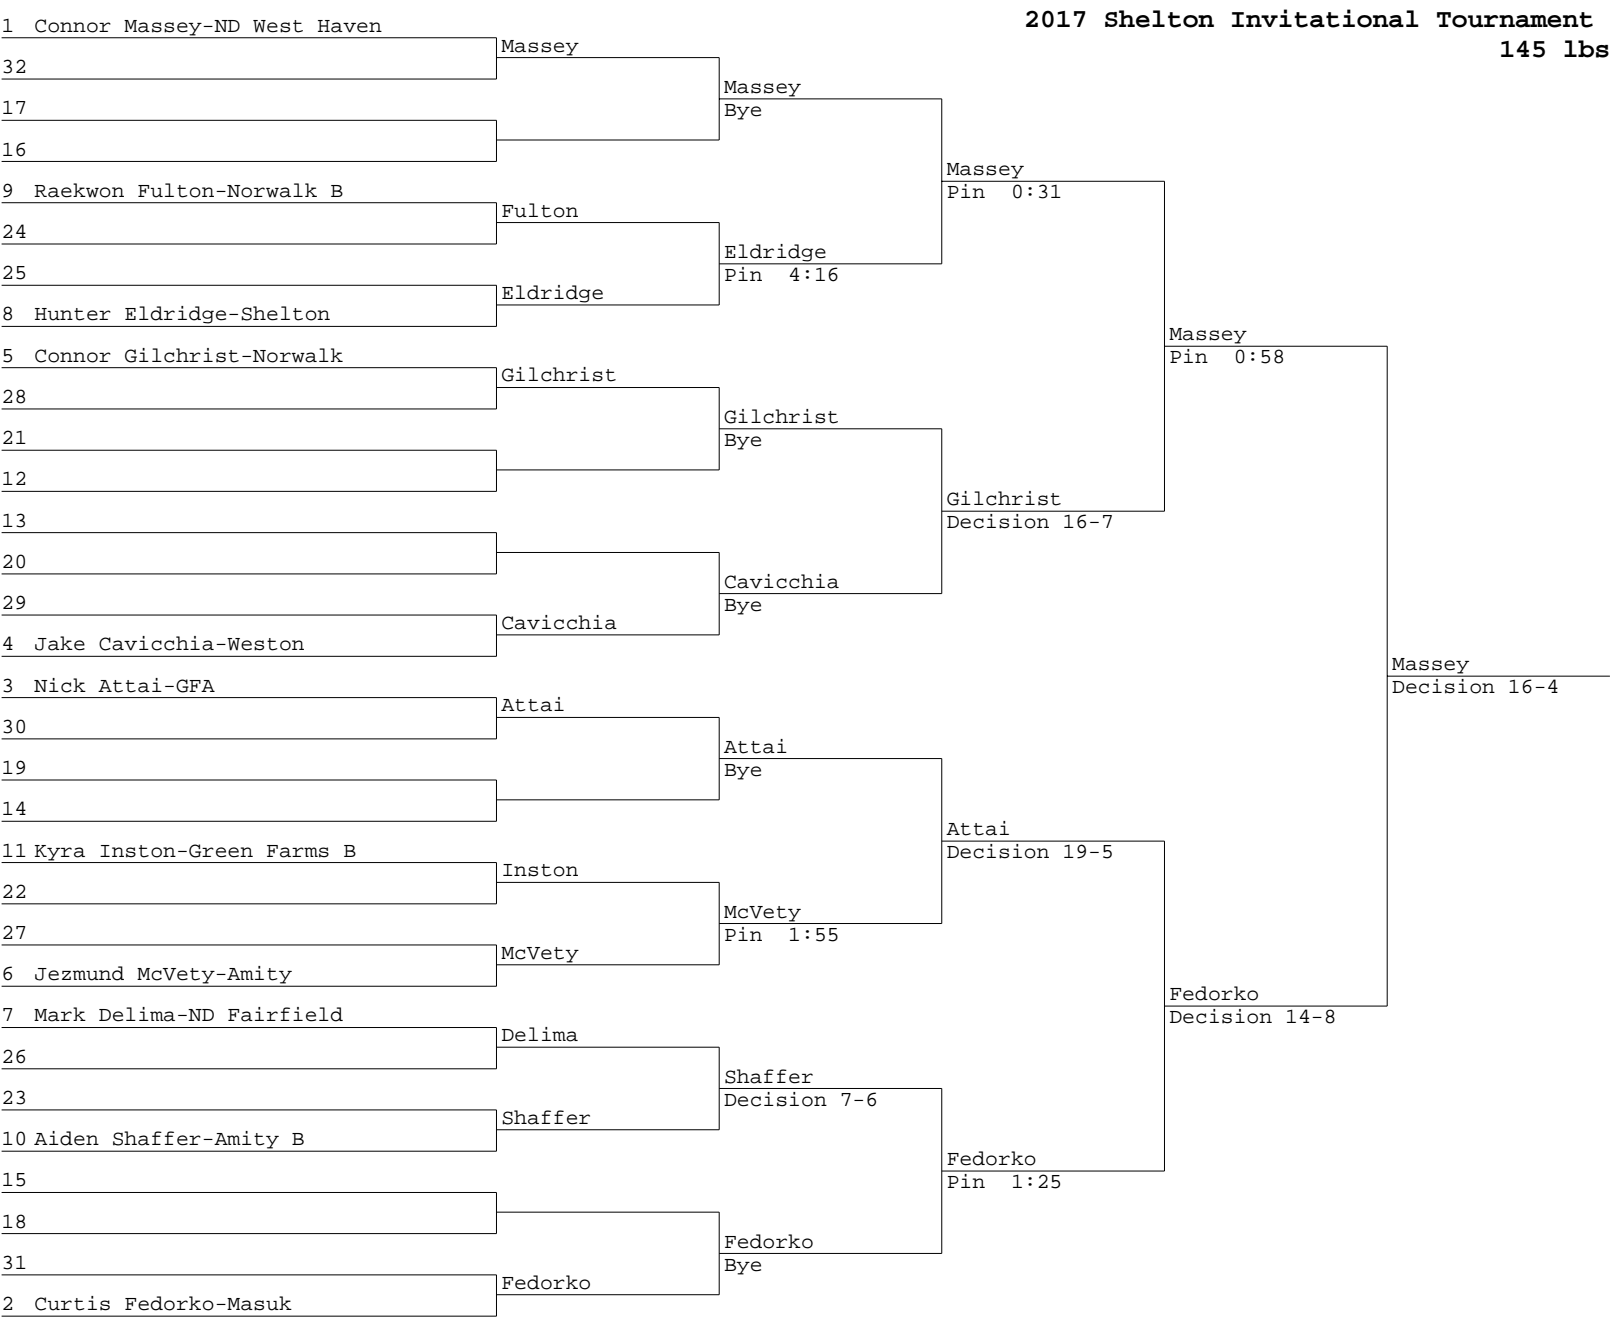 2017 Shelton Invitational Tournament
145 lbs
1 Connor Massey-ND West Haven
32
17
16
9 Raekwon Fulton-Norwalk B
24
25
8 Hunter Eldridge-Shelton
5 Connor Gilchrist-Norwalk
28
21
12
13
20
29
4 Jake Cavicchia-Weston
3 Nick Attai-GFA
30
19
14
11 Kyra Inston-Green Farms B
22
27
6 Jezmund McVety-Amity
7 Mark Delima-ND Fairfield
26
23
10 Aiden Shaffer-Amity B
15
18
31
2 Curtis Fedorko-Masuk
Massey
Fulton
Eldridge
Gilchrist
Cavicchia
Attai
Inston
McVety
Delima
Shaffer
Fedorko
Massey
Bye
Eldridge
Pin 4:16
Gilchrist
Bye
Cavicchia
Bye
Attai
Bye
McVety
Pin 1:55
Shaffer
Decision 7-6
Fedorko
Bye
Massey
Pin 0:31
Gilchrist
Decision 16-7
Attai
Decision 19-5
Fedorko
Pin 1:25
Massey
Pin 0:58
Fedorko
Decision 14-8
Massey
Decision 16-4